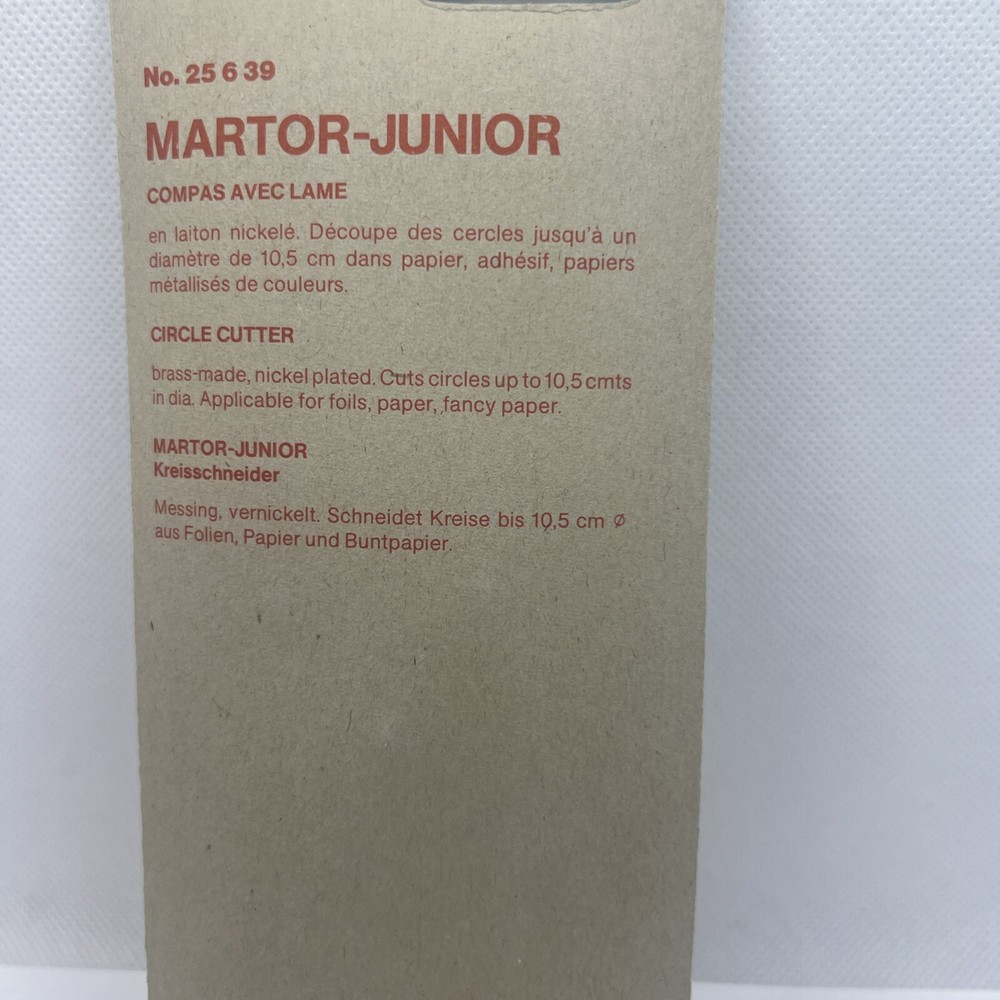 No. 25 6 39
MARTOR-JUNIOR
COMPAS AVEC LAME
en laiton nickelé. Découpe des cercles jusqu'à un
diamètre de 10,5 cm dans papier, adhésif, papiers
métallisés de couleurs.
CIRCLE CUTTER
brass-made, nickel plated. Cuts circles up to 10,5 cmts
in dia. Applicable for foils, paper, fancy paper.
MARTOR-JUNIOR
Kreisschneider
Messing, vernickelt. Schneidet Kreise bis 10,5 cm ∅
aus Folien, Papier und Buntpapier.